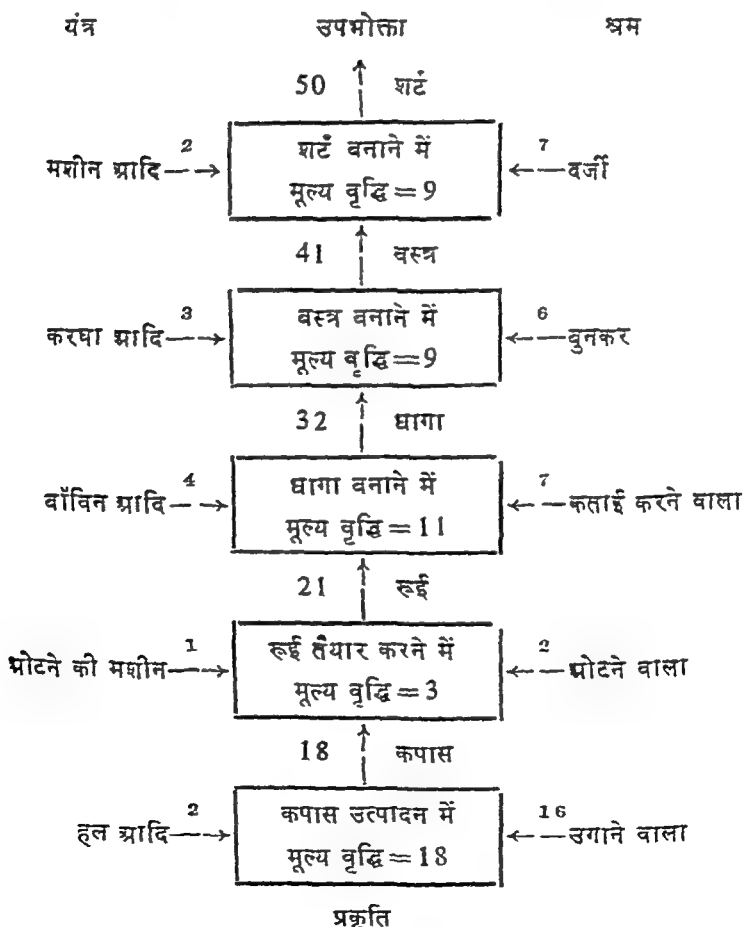 यंत्र उपभोक्ता श्रम
50 शर्ट
मशीन आदि 2 शर्ट बनाने में 7 दर्जी
मूल्य वृद्धि = 9
41 वस्त्र
करघा आदि 3 वस्त्र बनाने में 6 बुनकर
मूल्य वृद्धि = 9
32 धागा
बॉबिन आदि 4 धागा बनाने में 7 कताई करने वाला
मूल्य वृद्धि = 11
21 रूई
ओटने की मशीन 1 रूई तैयार करने में 2 ओटने वाला
मूल्य वृद्धि = 3
18 कपास
हल आदि 2 कपास उत्पादन में 16 उगाने वाला
मूल्य वृद्धि = 18
प्रकृति